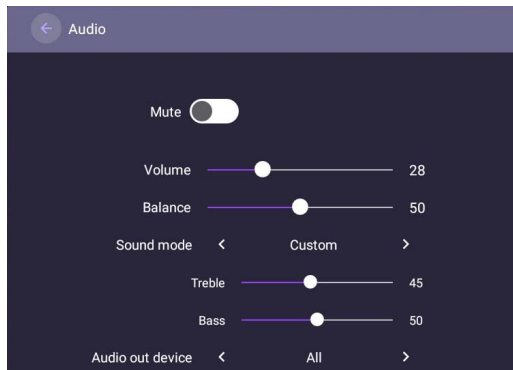 Audio
Mute
Volume 28
Balance 50
Sound mode < Custom >
Treble 45
Bass 50
Audio out device < All >